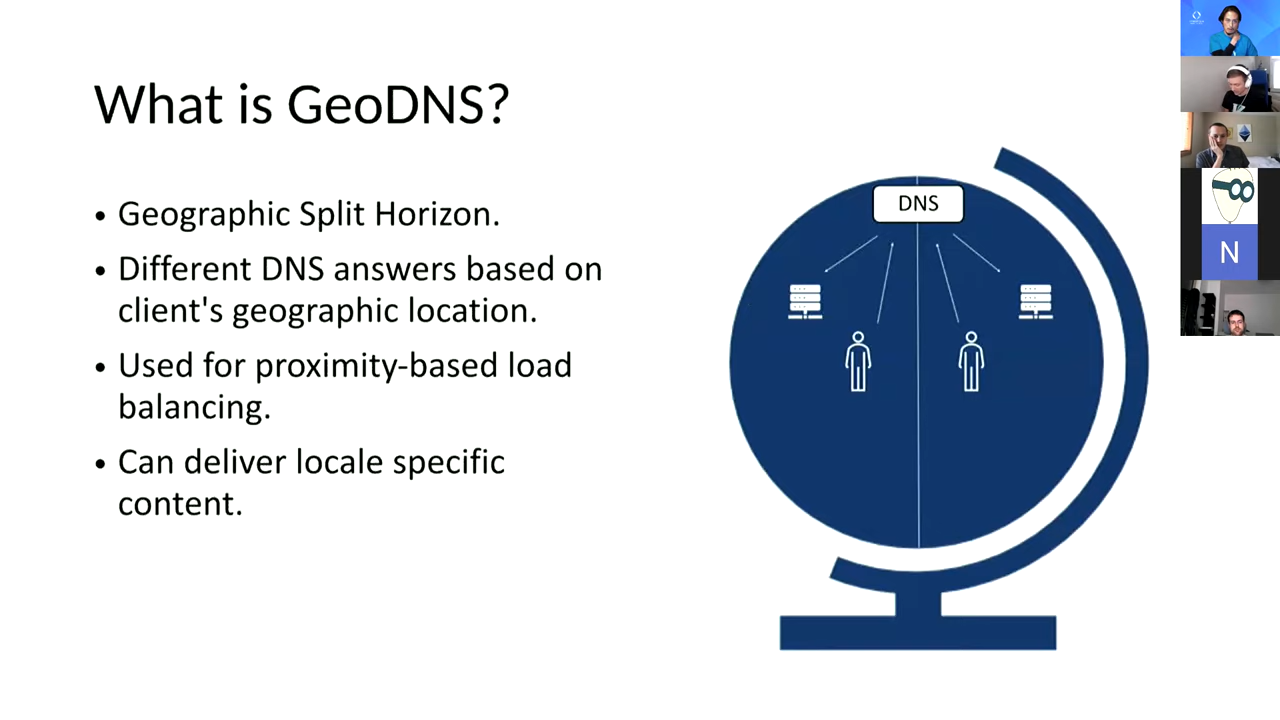 What is GeoDNS?
• Geographic Split Horizon.
• Different DNS answers based on
client's geographic location.
• Used for proximity-based load
balancing.
• Can deliver locale specific
content.
DNS
N